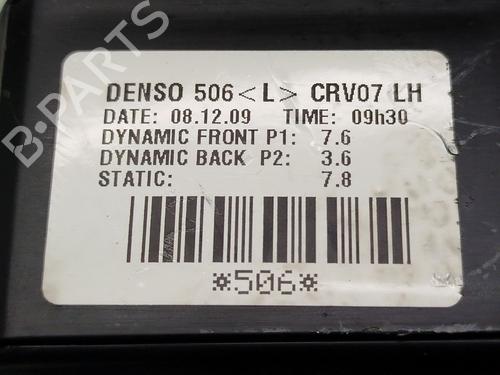 DENSO 506<L> CRV07 LH
DATE: 08.12.09 TIME: 09h30
DYNAMIC FRONT P1: 7.6
DYNAMIC BACK P2: 3.6
STATIC: 7.8
*506*
B-PARTS